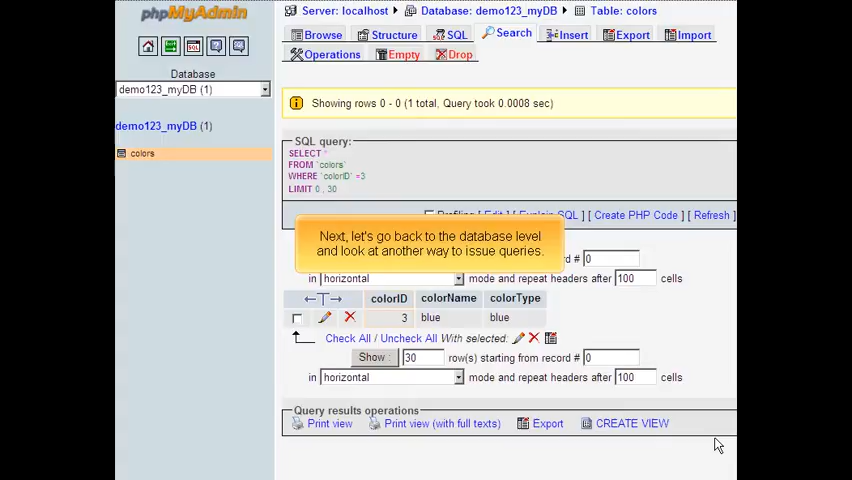 phpMyAdmin
Server: localhost Database: demo123_myDB Table: colors
Browse Structure SQL Search Insert Export Import
Operations Empty Drop
Database
demo123_myDB (1)
demo123_myDB (1)
colors
Showing rows 0 - 0 (1 total, Query took 0.0008 sec)
SQL query:
SELECT *
FROM `colors`
WHERE `colorID` =3
LIMIT 0 , 30
Profiling [ Edit ] [ Explain SQL ] [ Create PHP Code ] [ Refresh ]
Next, let's go back to the database level
and look at another way to issue queries.
record # 0
in horizontal mode and repeat headers after 100 cells
←T→ colorID colorName colorType
3 blue blue
Check All / Uncheck All With selected:
Show : 30 row(s) starting from record # 0
in horizontal mode and repeat headers after 100 cells
Query results operations
Print view Print view (with full texts) Export CREATE VIEW